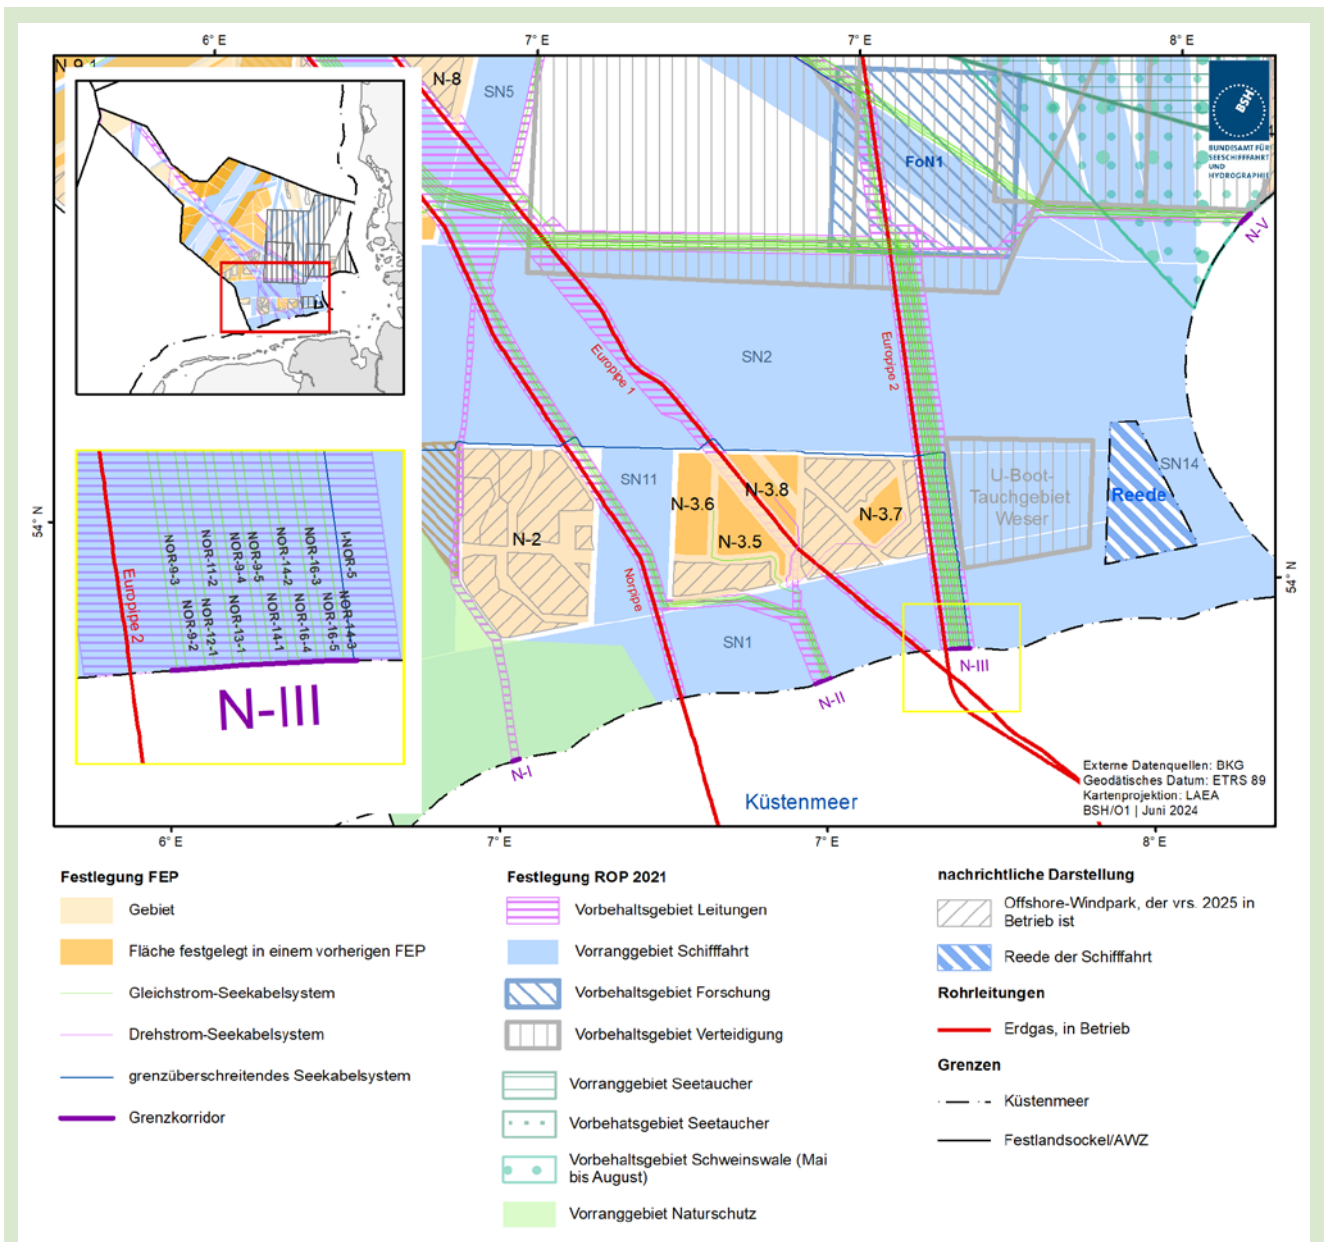 6° E
7° E
7° E
8° E
N-9.1
N-8
SN5
FoN1
BSH
BUNDESAMT FÜR
SEESCHIFFFAHRT
UND
HYDROGRAPHIE
N-V
Europipe 1
SN2
Europipe 2
SN11
N-3.6
N-3.8
N-3.7
N-3.5
N-2
U-Boot-
Tauchgebiet
Weser
Reede
SN14
54° N
54° N
Norpipe
SN1
N-I
N-II
N-III
Europipe 2
NOR-9-3
NOR-9-2
NOR-11-2
NOR-12-1
NOR-9-4
NOR-13-1
NOR-9-5
NOR-14-2
NOR-14-1
NOR-16-3
NOR-16-4
NOR-16-5
I-NOR-5
NOR-14-3
N-III
Küstenmeer
Externe Datenquellen: BKG
Geodätisches Datum: ETRS 89
Kartenprojektion: LAEA
BSH/O1 | Juni 2024
6° E
7° E
7° E
8° E
Festlegung FEP
Gebiet
Fläche festgelegt in einem vorherigen FEP
Gleichstrom-Seekabelsystem
Drehstrom-Seekabelsystem
grenzüberschreitendes Seekabelsystem
Grenzkorridor
Festlegung ROP 2021
Vorbehaltsgebiet Leitungen
Vorranggebiet Schifffahrt
Vorbehaltsgebiet Forschung
Vorbehaltsgebiet Verteidigung
Vorranggebiet Seetaucher
Vorbehatsgebiet Seetaucher
Vorbehaltsgebiet Schweinswale (Mai
bis August)
Vorranggebiet Naturschutz
nachrichtliche Darstellung
Offshore-Windpark, der vrs. 2025 in
Betrieb ist
Reede der Schifffahrt
Rohrleitungen
Erdgas, in Betrieb
Grenzen
Küstenmeer
Festlandsockel/AWZ